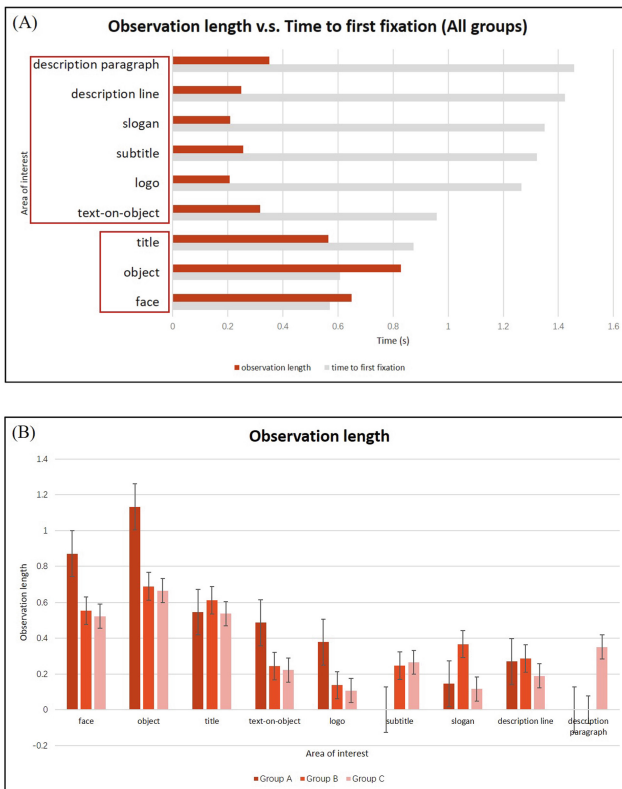 (A)
Observation length v.s. Time to first fixation (All groups)
Area of interest
description paragraph
description line
slogan
subtitle
logo
text-on-object
title
object
face
0 0.2 0.4 0.6 0.8 1 1.2 1.4 1.6
Time (s)
observation length time to first fixation
(B)
Observation length
Observation length
1.4
1.2
1
0.8
0.6
0.4
0.2
0
-0.2
face object title text-on-object logo subtitle slogan description line description
paragraph
Area of interest
Group A Group B Group C